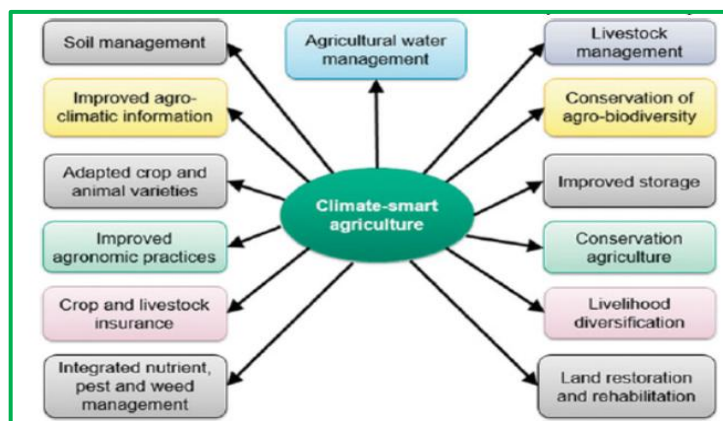 Soil management
Agricultural water
management
Livestock
management
Improved agro-
climatic information
Conservation of
agro-biodiversity
Adapted crop and
animal varieties
Climate-smart
agriculture
Improved storage
Improved
agronomic practices
Conservation
agriculture
Crop and livestock
insurance
Livelihood
diversification
Integrated nutrient,
pest and weed
management
Land restoration
and rehabilitation